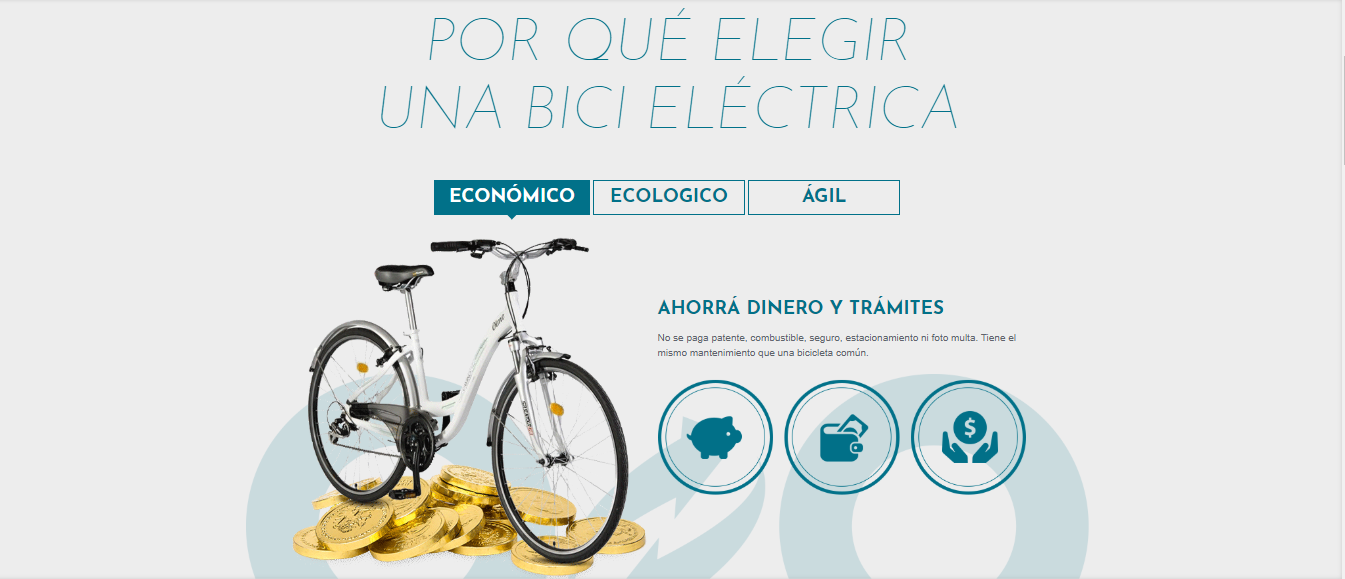 POR QUÉ ELEGIR
UNA BICI ELÉCTRICA
ECONÓMICO
ECOLOGICO
ÁGIL
AHORRÁ DINERO Y TRÁMITES
No se paga patente, combustible, seguro, estacionamiento ni foto multa. Tiene el
mismo mantenimiento que una bicicleta común.
$